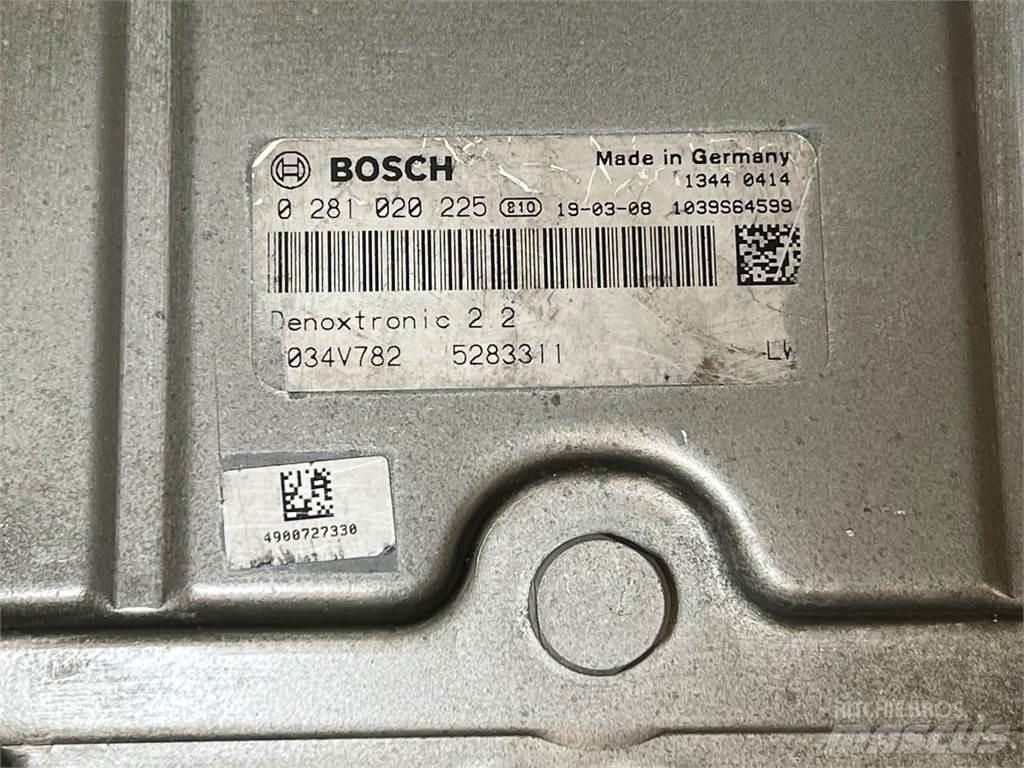 BOSCH
Made in Germany
1344 0414
0 281 020 225 810 19-03-08 1039S64599
Denoxtronic 2.2
034V782 5283311
4900727330